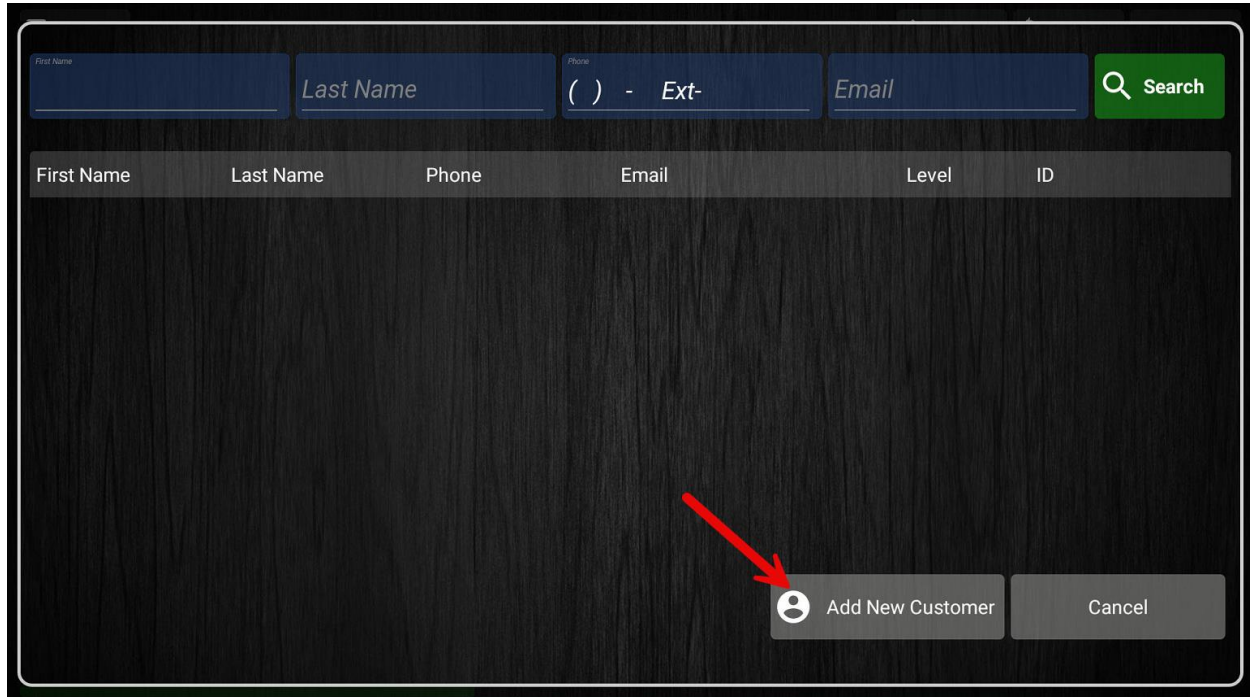 First Name
Last Name
Phone
( ) - Ext-
Email
Search
First Name Last Name Phone Email Level ID
Add New Customer Cancel